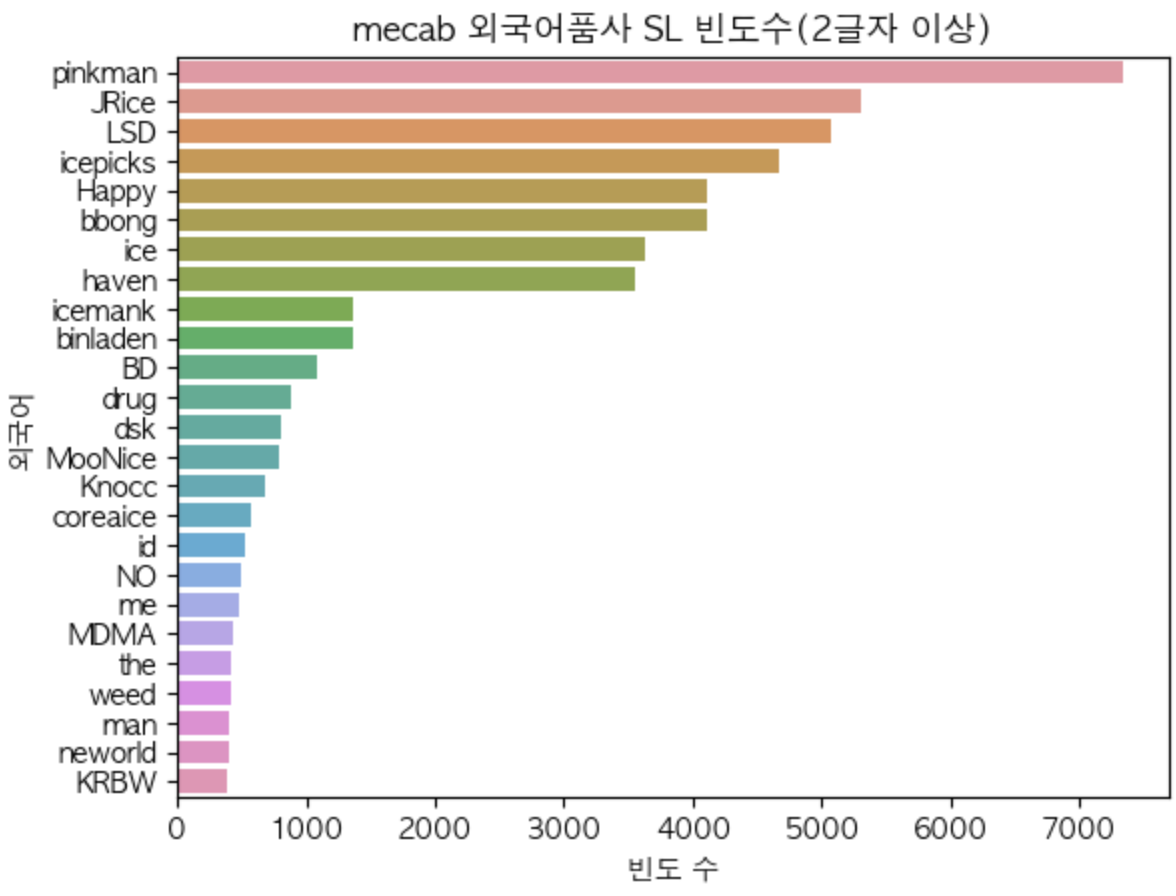 mecab 외국어품사 SL 빈도수(2글자 이상)
pinkman
JRice
LSD
icepicks
Happy
bbong
ice
haven
icemank
binladen
BD
drug
dsk
MooNice
Knocc
coreaice
id
NO
me
MDMA
the
weed
man
neworld
KRBW
외국어
0 1000 2000 3000 4000 5000 6000 7000
빈도 수